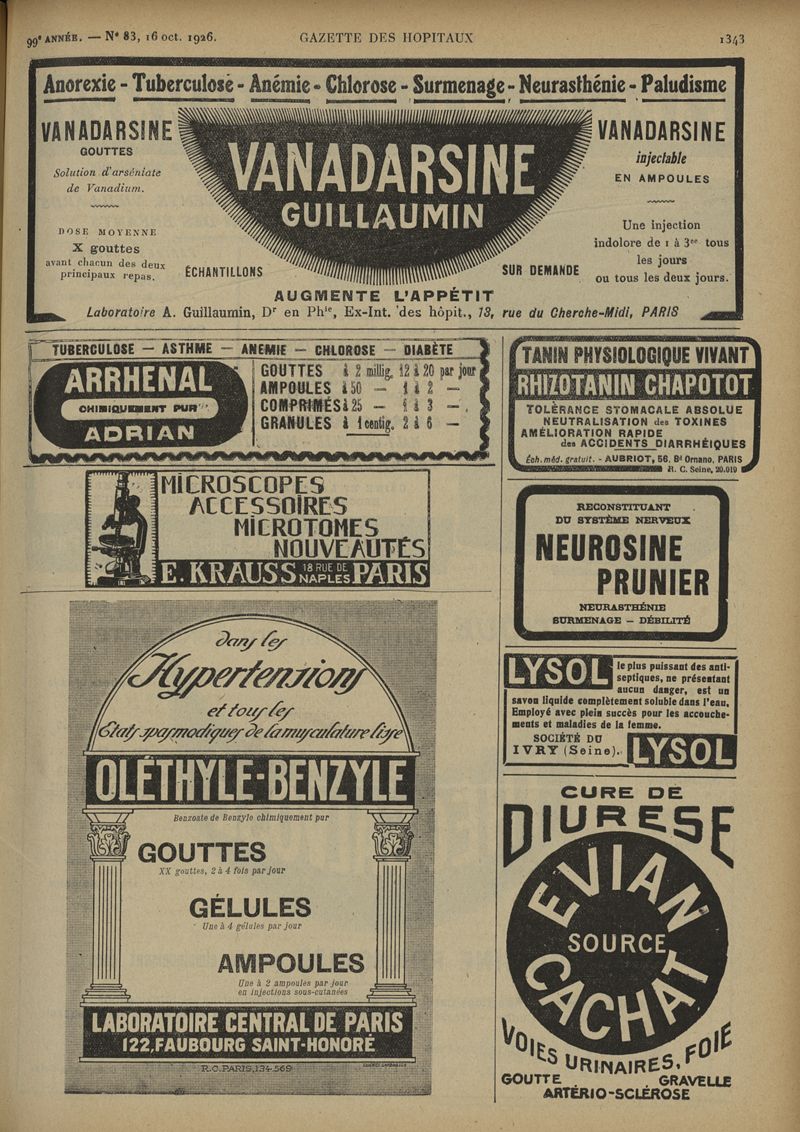 99e ANNÉE. — N° 83, 16 oct. 1926.
GAZETTE DES HOPITAUX
1343
Anorexie - Tuberculose - Anémie - Chlorose - Surmenage - Neurasthénie - Paludisme
VANADARSINE
GOUTTES
Solution d'arséniate
de Vanadium.
DOSE MOYENNE
X gouttes
avant chacun des deux
principaux repas.
VANADARSINE
GUILLAUMIN
ÉCHANTILLONS
SUR DEMANDE
VANADARSINE
injectable
EN AMPOULES
Une injection
indolore de 1 à 3cc tous
les jours
ou tous les deux jours.
AUGMENTE L'APPÉTIT
Laboratoire A. Guillaumin, Dr en Phie, Ex-Int. des hôpit., 13, rue du Cherche-Midi, PARIS
TUBERCULOSE — ASTHME — ANEMIE — CHLOROSE — DIABÈTE
ARRHENAL
CHIMIQUEMENT PUR
ADRIAN
GOUTTES à 2 millig. 12 à 20 par jour
AMPOULES à 50 — 1 à 2 —
COMPRIMÉS à 25 — 1 à 3 —
GRANULES à 1 centig. 2 à 6 —
TANIN PHYSIOLOGIQUE VIVANT
RHIZOTANIN CHAPOTOT
TOLÈRANCE STOMACALE ABSOLUE
NEUTRALISATION des TOXINES
AMÉLIORATION RAPIDE
des ACCIDENTS DIARRHÉIQUES
Éch. méd. gratuit. - AUBRIOT, 56, Bd Ornano, PARIS
R. C. Seine, 20.019
MICROSCOPES
ACCESSOIRES
MICROTOMES
NOUVEAUTÉS
E. KRAUSS 18 RUE DE NAPLES PARIS
RECONSTITUANT
DU SYSTÈME NERVEUX
NEUROSINE
PRUNIER
NEURASTHÉNIE
SURMENAGE — DÉBILITÉ
dans les
Hypertensions
et tous les
États spasmodiques de la musculature lisse
OLÉTHYLE-BENZYLE
Benzoate de Benzyle chimiquement pur
GOUTTES
XX gouttes, 2 à 4 fois par jour
GÉLULES
Une à 4 gélules par jour
AMPOULES
Une à 2 ampoules par jour
en injections sous-cutanées
LABORATOIRE CENTRAL DE PARIS
122, FAUBOURG SAINT-HONORÉ
R.C. PARIS, 134-569
LYSOL
le plus puissant des anti-
septiques, ne présentant
aucun danger, est un
savon liquide complètement soluble dans l'eau.
Employé avec plein succès pour les accouche-
ments et maladies de la femme.
SOCIÉTÉ DU
IVRY (Seine).
LYSOL
CURE DE
DIURESE
EVIAN
SOURCE
CACHAT
VOIES URINAIRES, FOIE
GOUTTE GRAVELLE
ARTÉRIO-SCLÉROSE